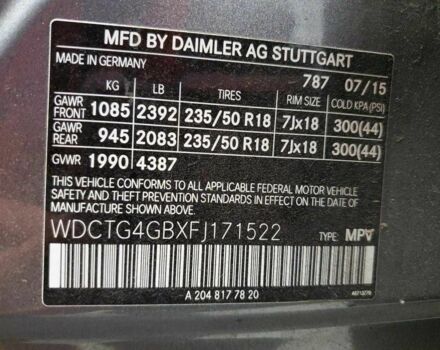 MFD BY DAIMLER AG STUTTGART
MADE IN GERMANY 787 07/15
KG LB TIRES RIM SIZE COLD KPA (PSI)
GAWR FRONT 1085 2392 235/50 R18 7Jx18 300(44)
GAWR REAR 945 2083 235/50 R18 7Jx18 300(44)
GVWR 1990 4387
THIS VEHICLE CONFORMS TO ALL APPLICABLE FEDERAL MOTOR VEHICLE
SAFETY AND THEFT PREVENTION STANDARDS IN EFFECT ON THE DATE
OF MANUFACTURE SHOWN ABOVE.
WDCTG4GBXFJ171522 TYPE: MPV
A 204 817 78 20